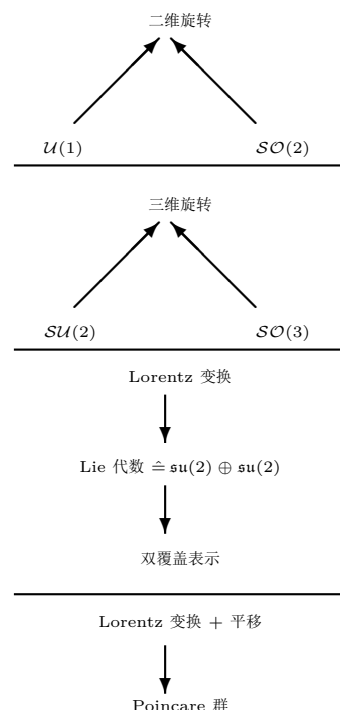 二维旋转
𝒰(1) 𝒮𝒪(2)
三维旋转
𝒮𝒰(2) 𝒮𝒪(3)
Lorentz 变换
Lie 代数 ≙ 𝔰𝔲(2) ⊕ 𝔰𝔲(2)
双覆盖表示
Lorentz 变换 + 平移
Poincare 群